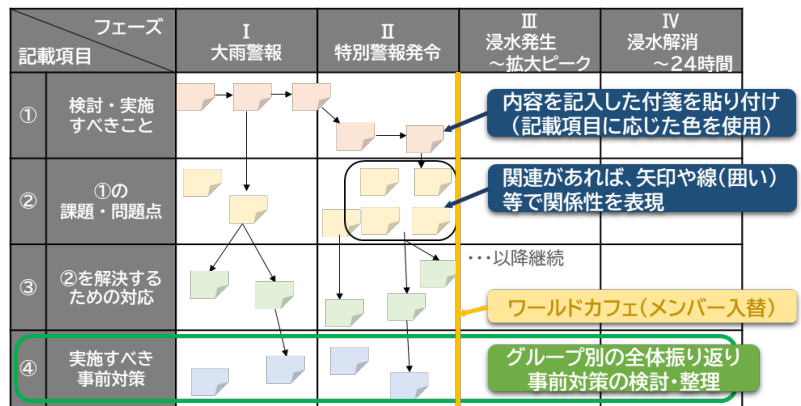 フェーズ
記載項目
Ⅰ
大雨警報
Ⅱ
特別警報発令
Ⅲ
浸水発生
～拡大ピーク
Ⅳ
浸水解消
～24時間
①
検討・実施
すべきこと
内容を記入した付箋を貼り付け
（記載項目に応じた色を使用）
②
①の
課題・問題点
関連があれば、矢印や線（囲い）
等で関係性を表現
③
②を解決する
ための対応
･･･以降継続
ワールドカフェ（メンバー入替）
④
実施すべき
事前対策
グループ別の全体振り返り
事前対策の検討・整理